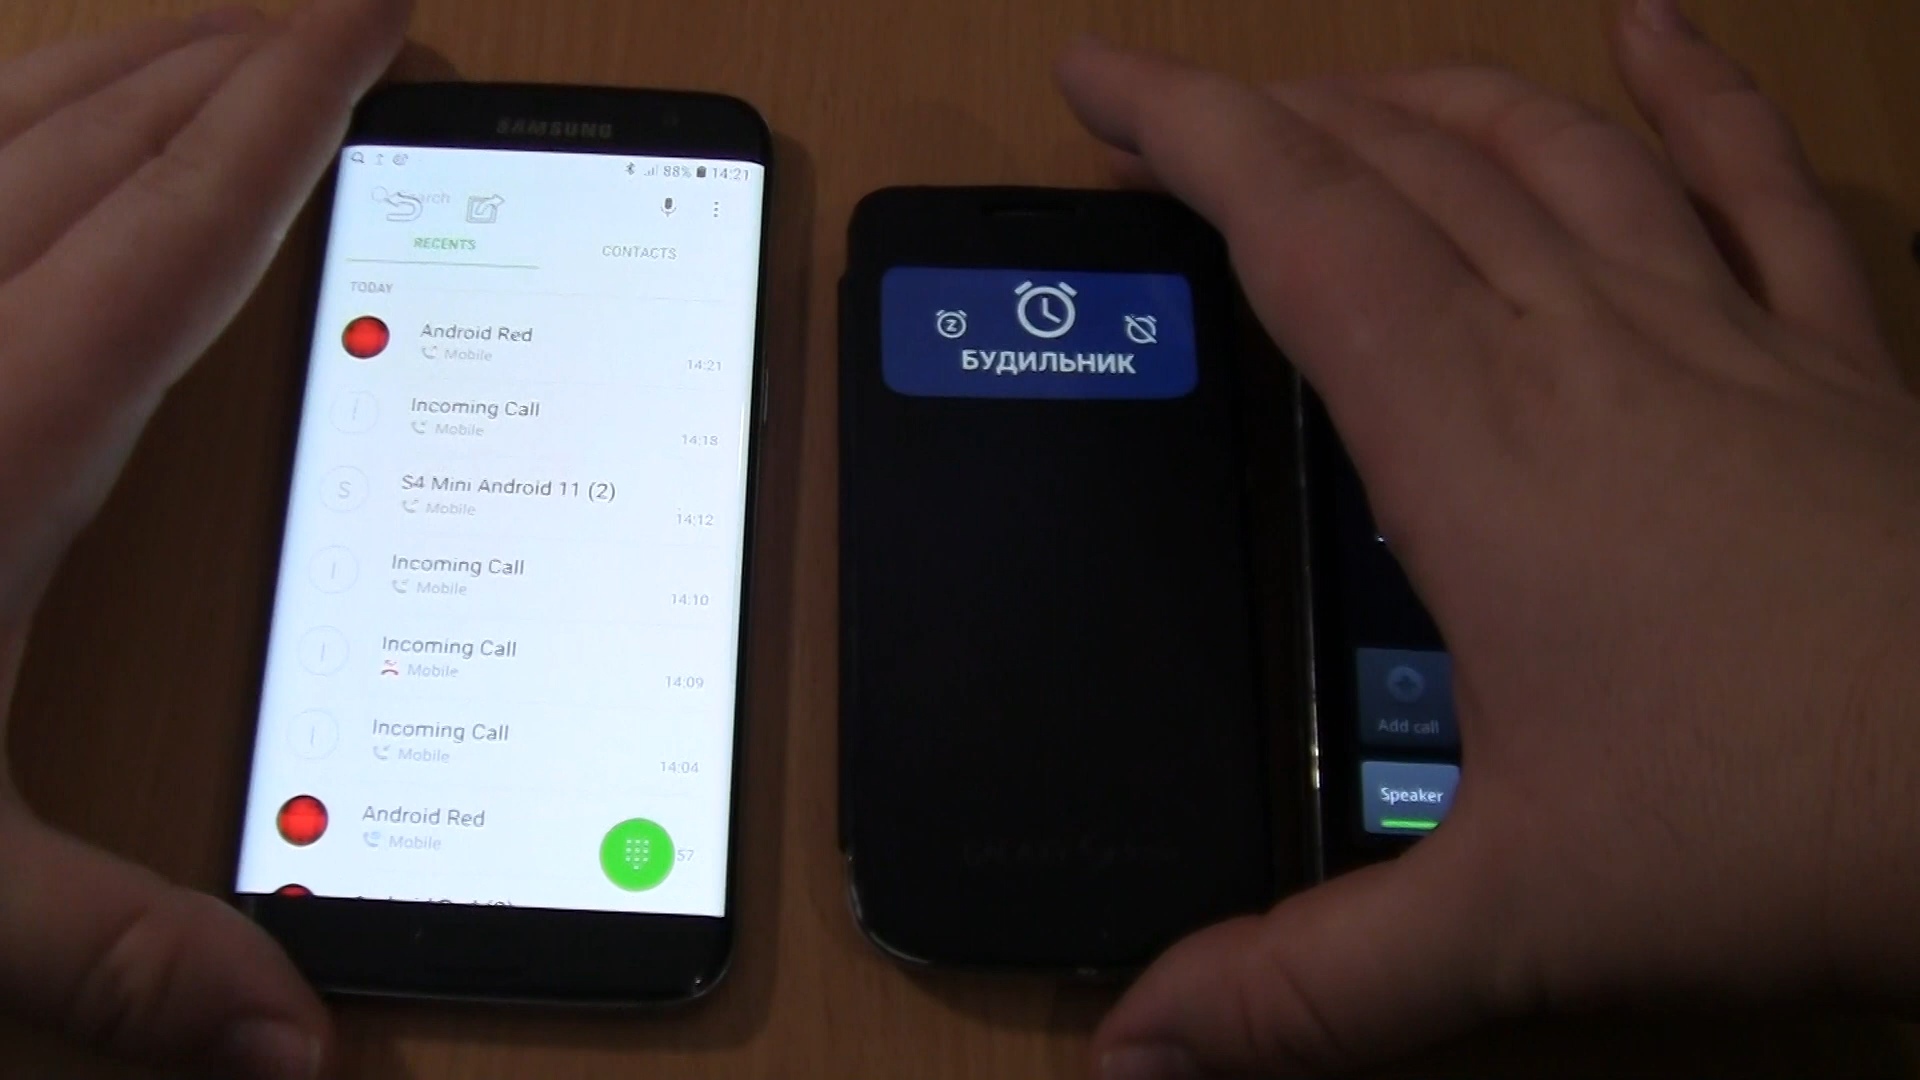 SAMSUNG
88% 14:21
Search
RECENTS
CONTACTS
TODAY
Android Red
Mobile
14:21
I
Incoming Call
Mobile
14:18
S
S4 Mini Android 11 (2)
Mobile
14:12
I
Incoming Call
Mobile
14:10
I
Incoming Call
Mobile
14:09
I
Incoming Call
Mobile
14:04
Android Red
Mobile
57
Z
БУДИЛЬНИК
Add call
Speaker